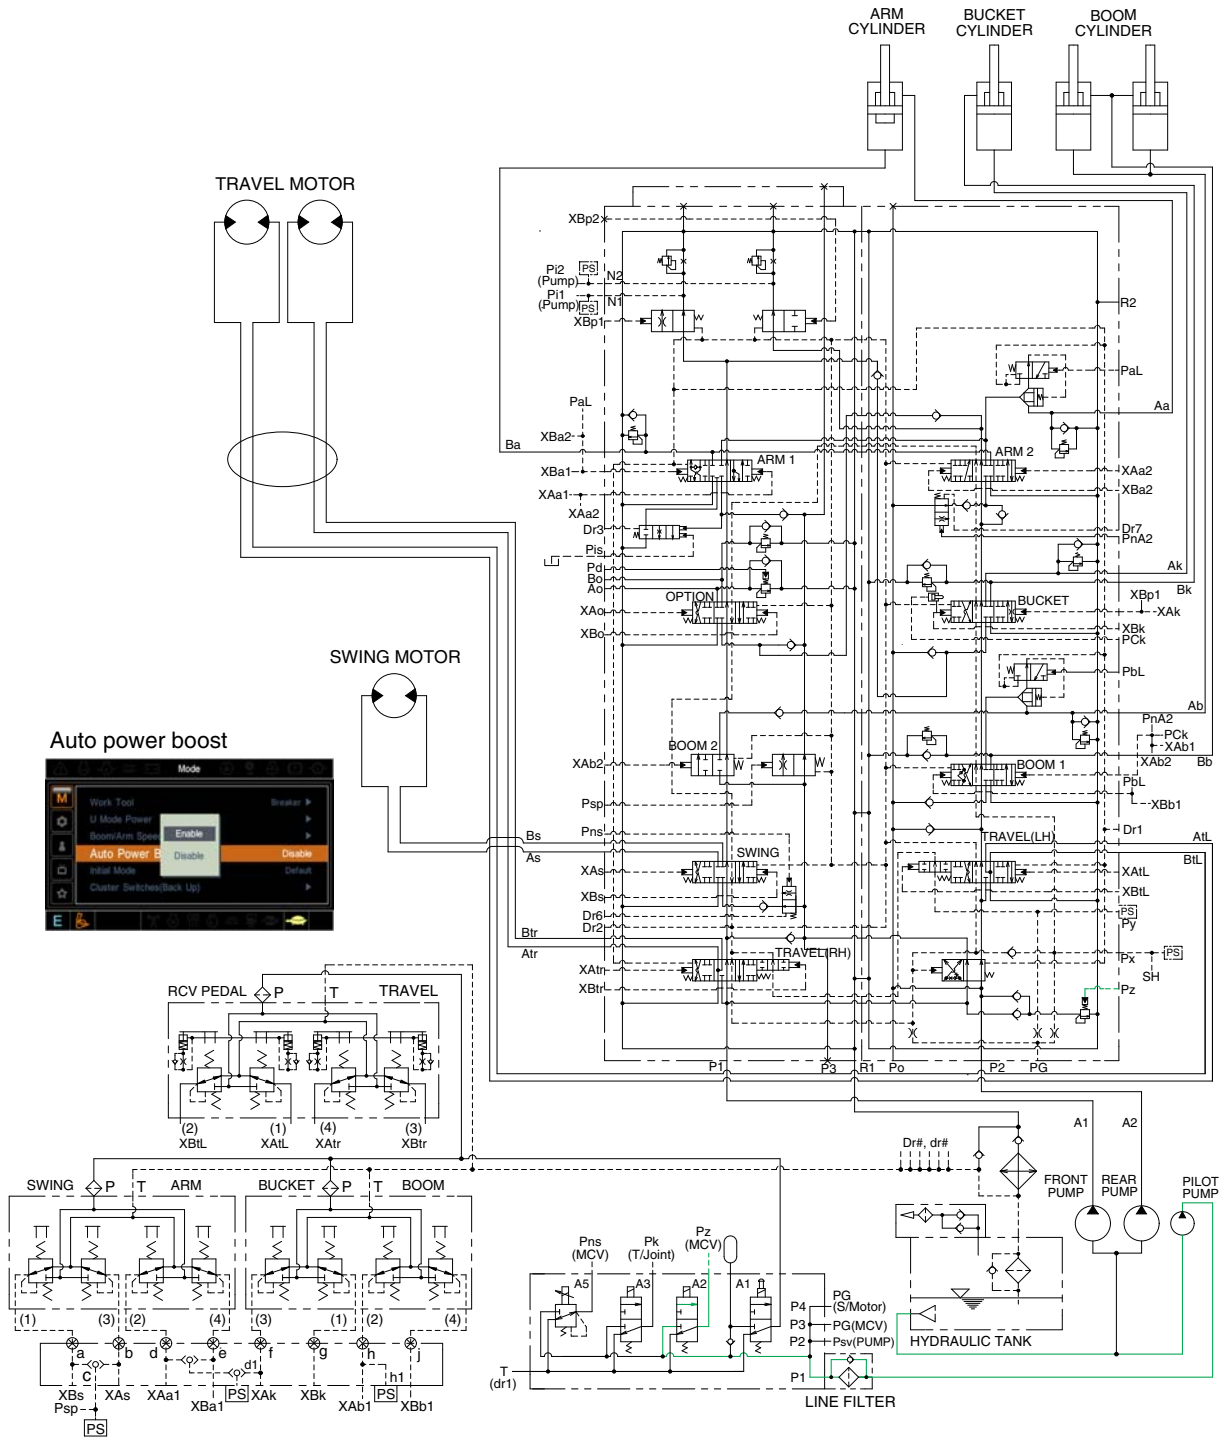 ARM
CYLINDER
BUCKET
CYLINDER
BOOM
CYLINDER
TRAVEL MOTOR
XBp2
Pi2
(Pump)
PS
N2
Pi1
(Pump)
PS
N1
XBp1
R2
PaL
Aa
PaL
XBa2
Ba
XBa1
ARM 1
ARM 2
XAa2
XAa1
XBa2
XAa2
Dr3
Dr7
PnA2
Pis
Pd
Bo
Ao
Ak
Bk
OPTION
BUCKET
XBp1
XAo
XAk
XBo
XBk
PCk
SWING MOTOR
PbL
Ab
PnA2
PCk
XAb1
XAb2
Bb
BOOM 2
XAb2
BOOM 1
PbL
XBb1
Psp
Auto power boost
Mode
M
Work Tool
Breaker
U Mode Power
Boom/Arm Spee
Enable
Auto Power B
Disable
Disable
Initial Mode
Default
Cluster Switches(Back Up)
E
Pns
Bs
As
Dr1
AtL
BtL
TRAVEL(LH)
SWING
XAs
XAtL
XBs
XBtL
Dr6
Dr2
PS
Py
Btr
Atr
TRAVEL(RH)
Px
PS
SH
XAtr
XBtr
Pz
RCV PEDAL
P
T
TRAVEL
P1
P3
R1
Po
P2
PG
(2)
XBtL
(1)
XAtL
(4)
XAtr
(3)
XBtr
A1
A2
Dr#, dr#
SWING
P
T
ARM
BUCKET
P
T
BOOM
FRONT
PUMP
REAR
PUMP
PILOT
PUMP
Pns
(MCV)
Pk
(T/Joint)
Pz
(MCV)
A5
A3
A2
A1
PG
(S/Motor)
P4
P3
PG(MCV)
P2
Psv(PUMP)
P1
T
(dr1)
LINE FILTER
HYDRAULIC TANK
(1)
(3)
(2)
(4)
(3)
(1)
(2)
(4)
a
b
d
e
f
g
h
j
c
d1
h1
XBs
XAs
XAa1
XBa1
PS
XAk
XBk
XAb1
PS
XBb1
Psp
PS